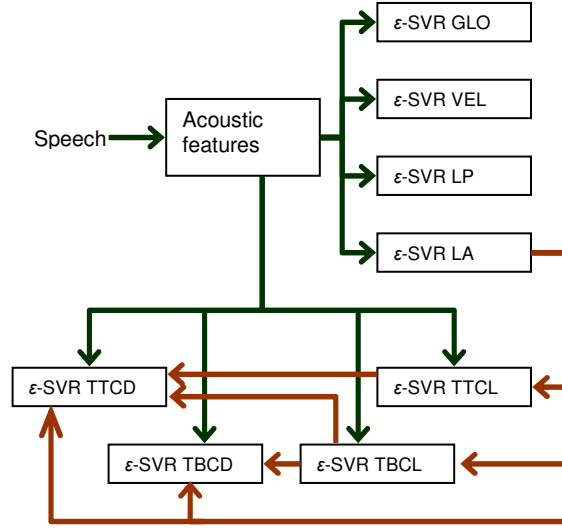 ε-SVR GLO
ε-SVR VEL
Speech
Acoustic
features
ε-SVR LP
ε-SVR LA
ε-SVR TTCD
ε-SVR TTCL
ε-SVR TBCD
ε-SVR TBCL